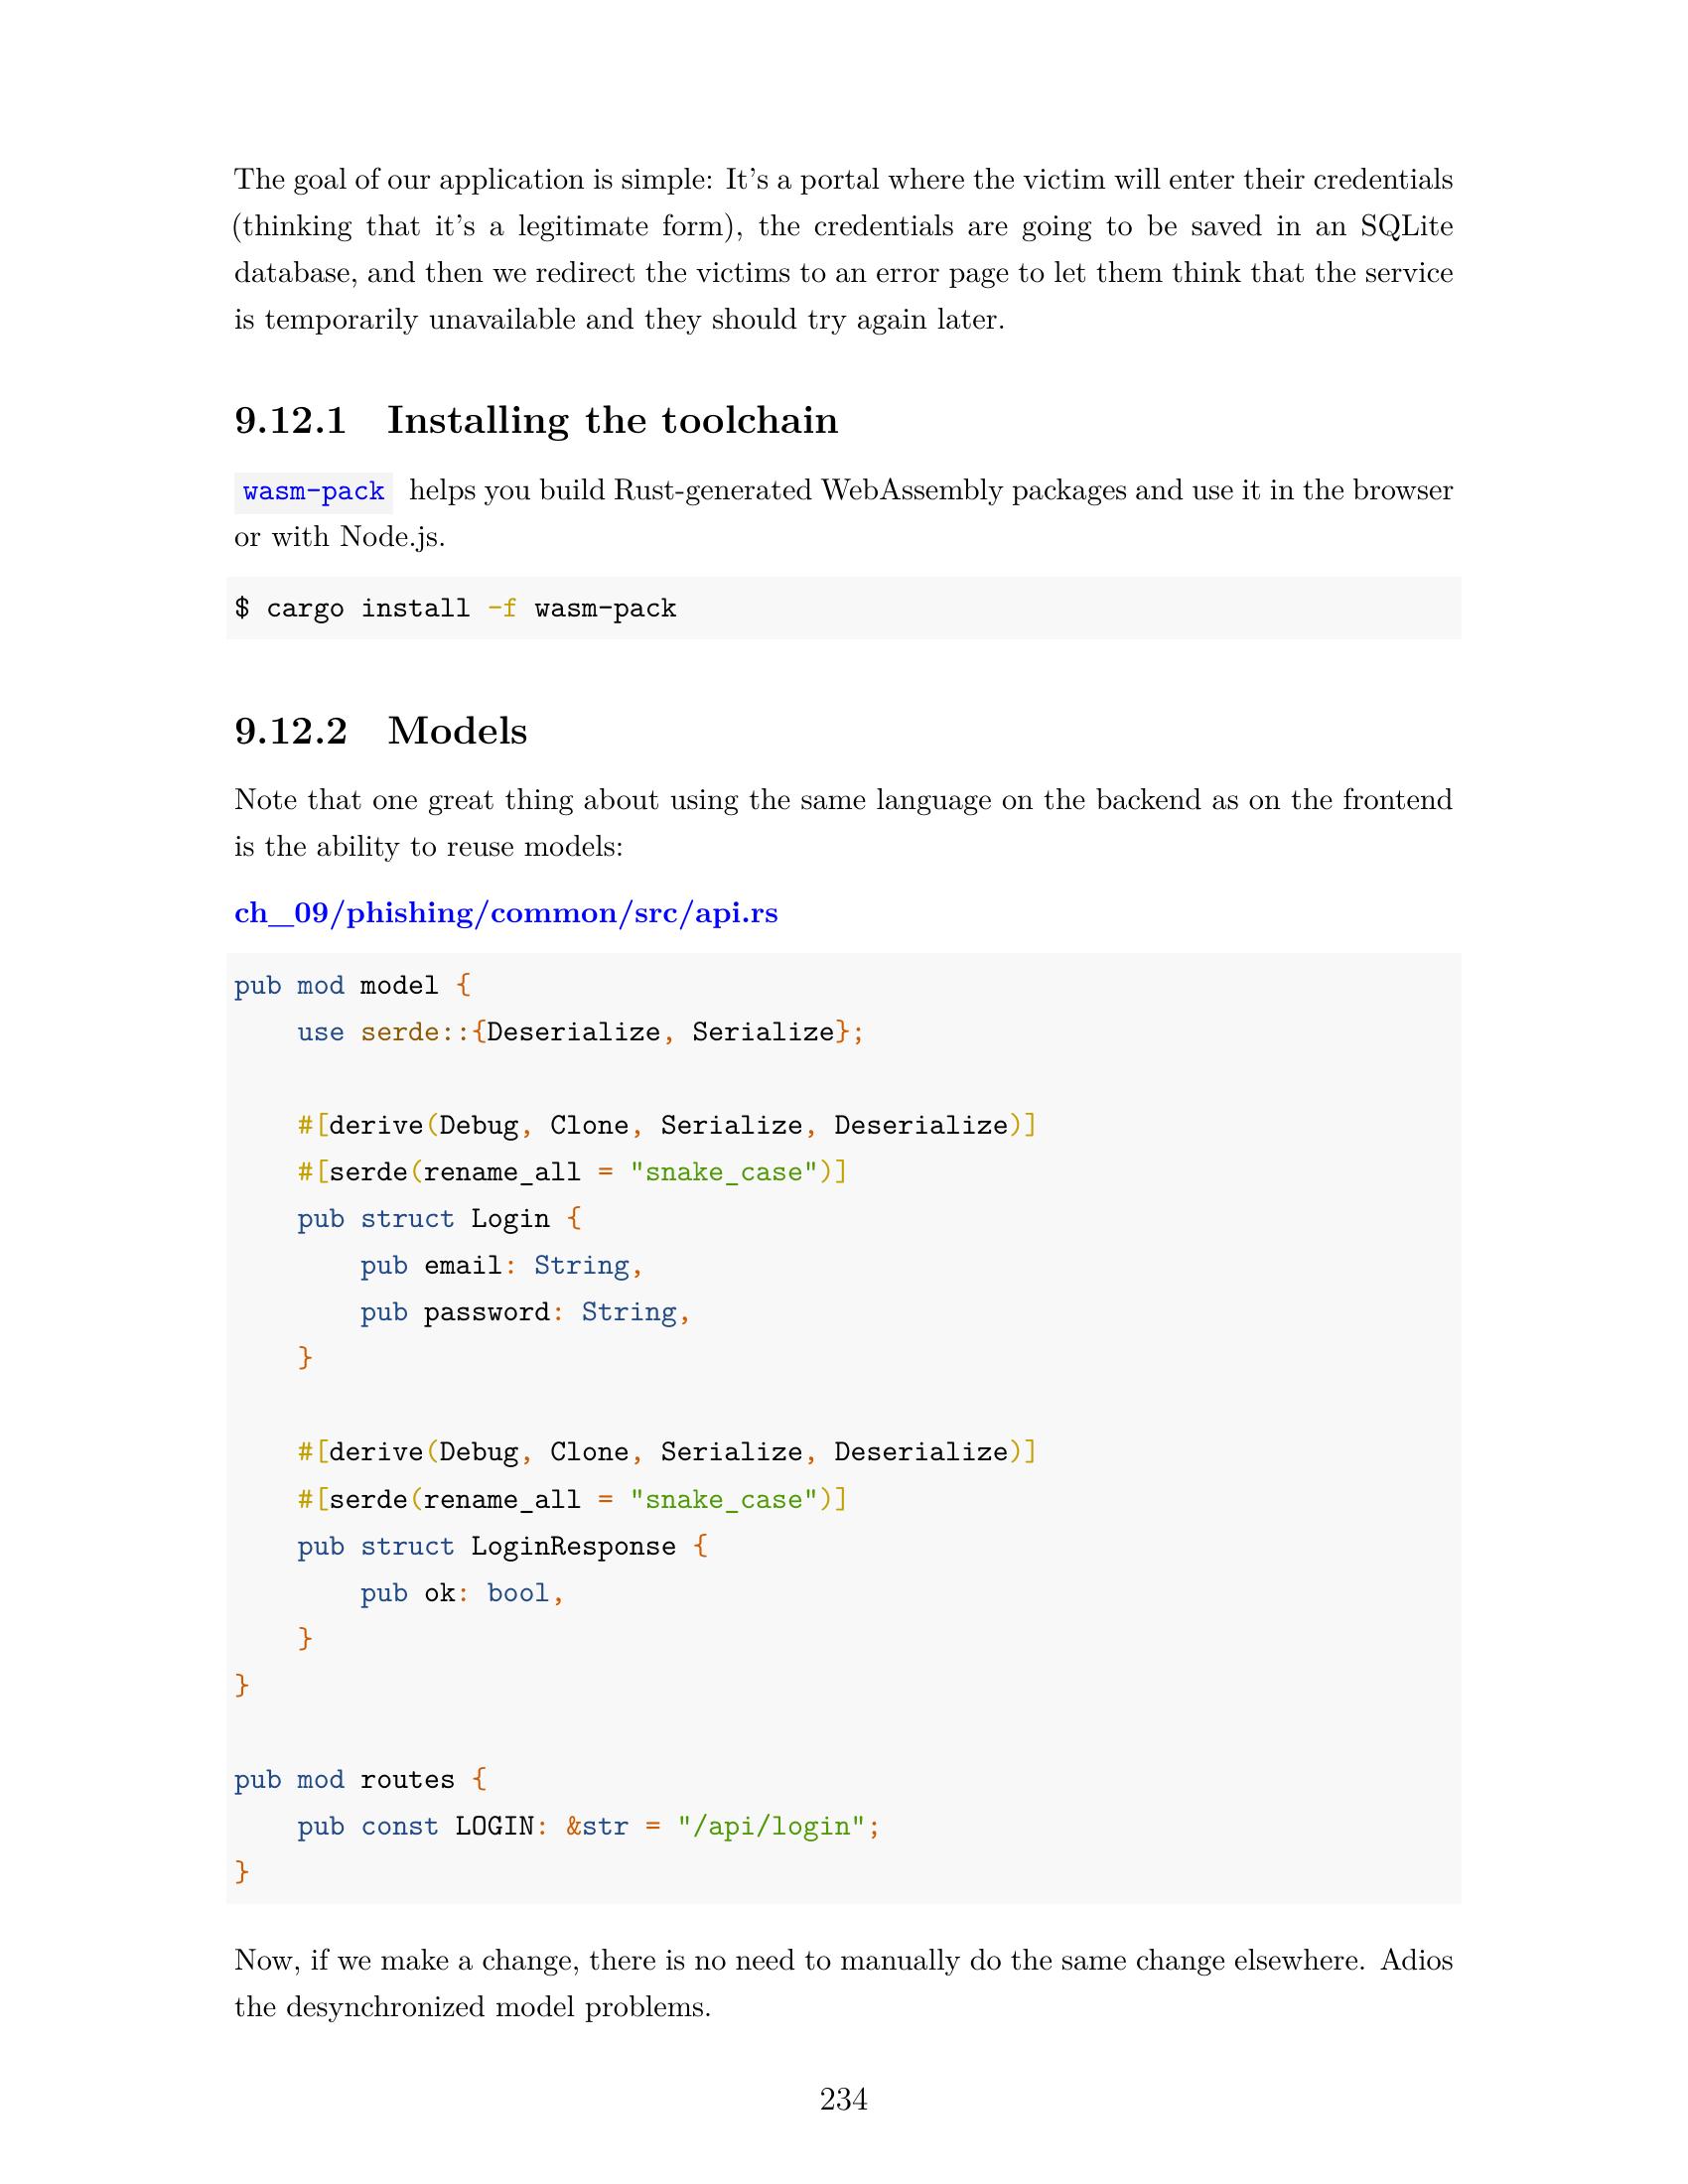 The goal of our application is simple: It's a portal where the victim will enter their credentials
(thinking that it's a legitimate form), the credentials are going to be saved in an SQLite
database, and then we redirect the victims to an error page to let them think that the service
is temporarily unavailable and they should try again later.
9.12.1 Installing the toolchain
wasm-pack helps you build Rust-generated WebAssembly packages and use it in the browser
or with Node.js.
$ cargo install -f wasm-pack
9.12.2 Models
Note that one great thing about using the same language on the backend as on the frontend
is the ability to reuse models:
ch_09/phishing/common/src/api.rs
pub mod model {
    use serde::{Deserialize, Serialize};
    #[derive(Debug, Clone, Serialize, Deserialize)]
    #[serde(rename_all = "snake_case")]
    pub struct Login {
        pub email: String,
        pub password: String,
    }
    #[derive(Debug, Clone, Serialize, Deserialize)]
    #[serde(rename_all = "snake_case")]
    pub struct LoginResponse {
        pub ok: bool,
    }
}
pub mod routes {
    pub const LOGIN: &str = "/api/login";
}
Now, if we make a change, there is no need to manually do the same change elsewhere. Adios
the desynchronized model problems.
234